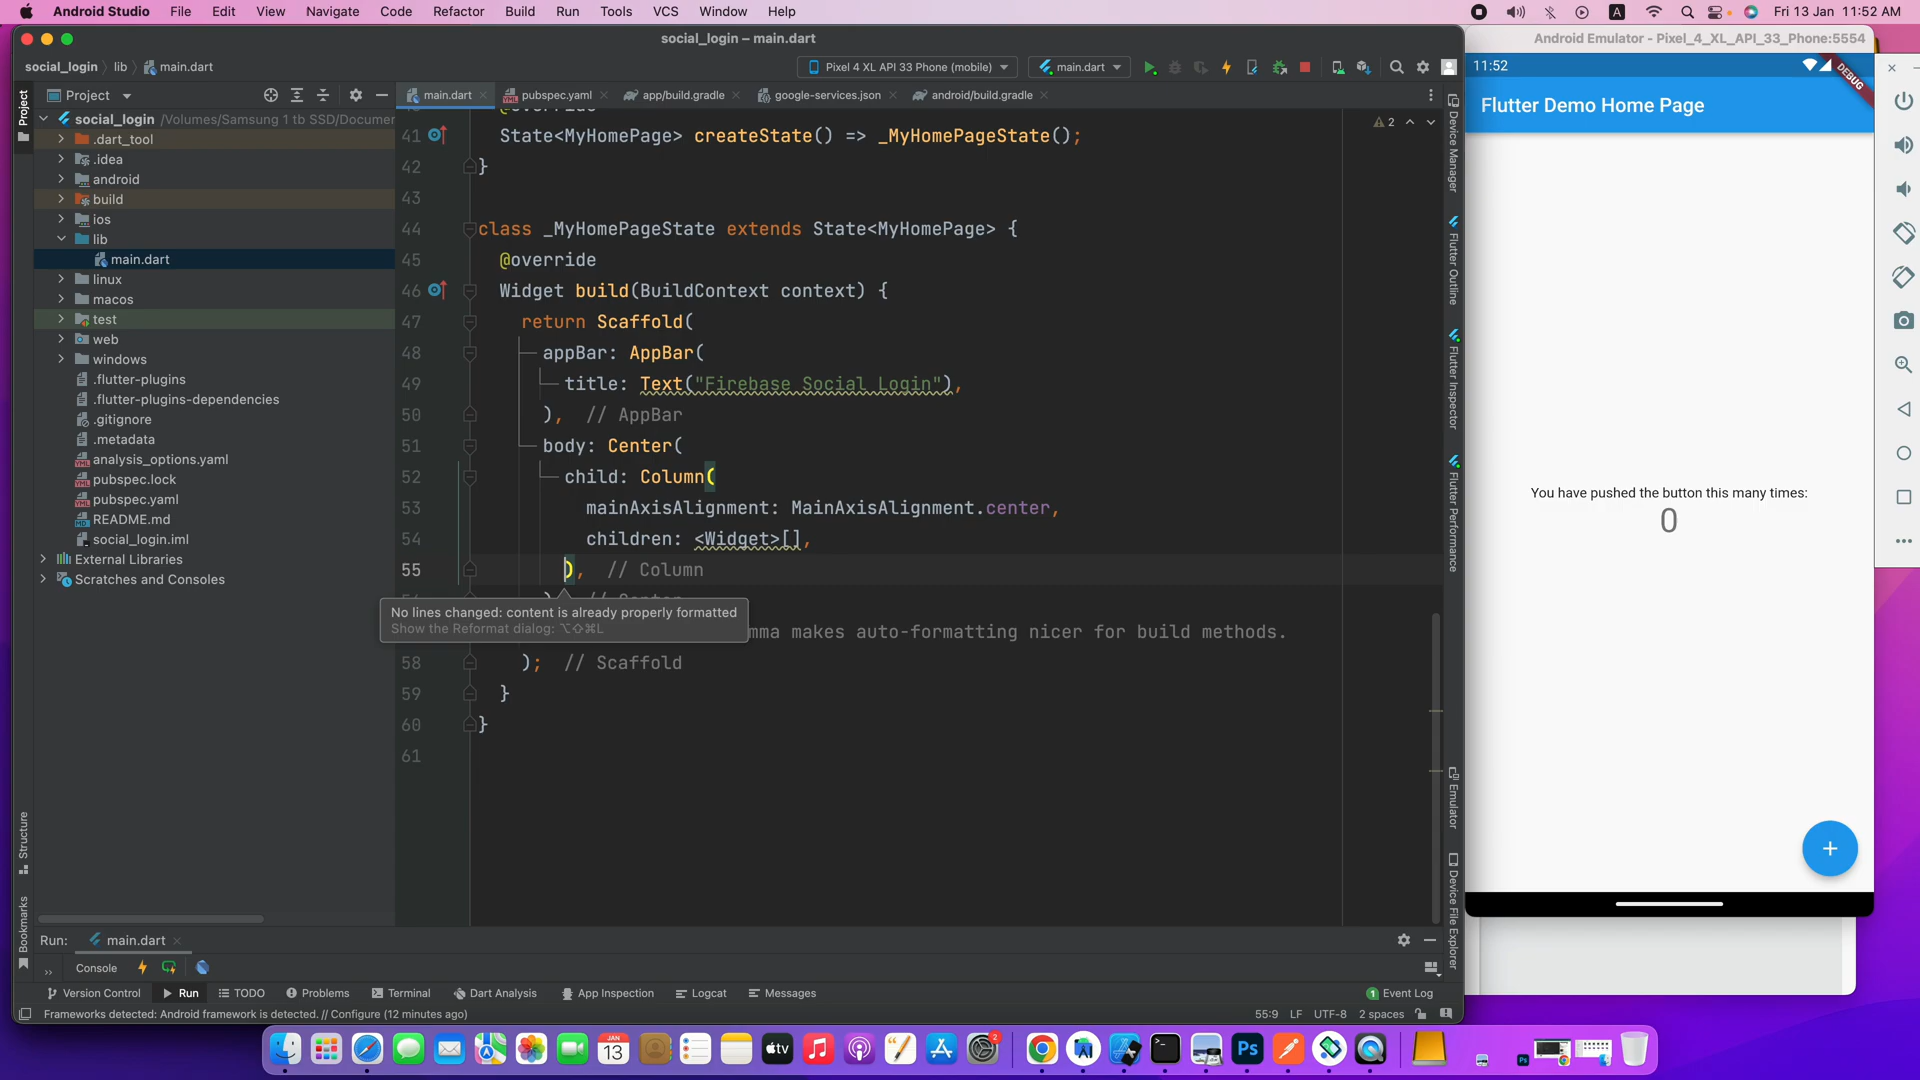 Android Studio File Edit View Navigate Code Refactor Build Run Tools VCS Window Help
A
Fri 13 Jan 11:52 AM
social_login – main.dart
Android Emulator - Pixel_4_XL_API_33_Phone:5554
social_login lib main.dart
Pixel 4 XL API 33 Phone (mobile)
main.dart
Project
main.dart
pubspec.yaml
app/build.gradle
google-services.json
android/build.gradle
social_login /Volumes/Samsung 1 tb SSD/Documen
.dart_tool
.idea
android
build
ios
lib
main.dart
linux
macos
test
web
windows
.flutter-plugins
.flutter-plugins-dependencies
.gitignore
.metadata
analysis_options.yaml
pubspec.lock
pubspec.yaml
README.md
social_login.iml
External Libraries
Scratches and Consoles
Project
Structure
Bookmarks
2
@override
41 State<MyHomePage> createState() => _MyHomePageState();
42 }
43
44 class _MyHomePageState extends State<MyHomePage> {
45 @override
46 Widget build(BuildContext context) {
47 return Scaffold(
48 appBar: AppBar(
49 title: Text("Firebase Social Login"),
50 ), // AppBar
51 body: Center(
52 child: Column(
53 mainAxisAlignment: MainAxisAlignment.center,
54 children: <Widget>[],
55 ), // Column
No lines changed: content is already properly formatted
Show the Reformat dialog: ⌥⇧⌘L
mma makes auto-formatting nicer for build methods.
58 ); // Scaffold
59 }
60 }
61
Device Manager
Flutter Outline
Flutter Inspector
Flutter Performance
Emulator
Device File Explorer
11:52
DEBUG
Flutter Demo Home Page
You have pushed the button this many times:
0
+
Run: main.dart
Console
Version Control Run TODO Problems Terminal Dart Analysis App Inspection Logcat Messages
1 Event Log
Frameworks detected: Android framework is detected. // Configure (12 minutes ago)
55:9 LF UTF-8 2 spaces
JAN
13
tv
2
Ps